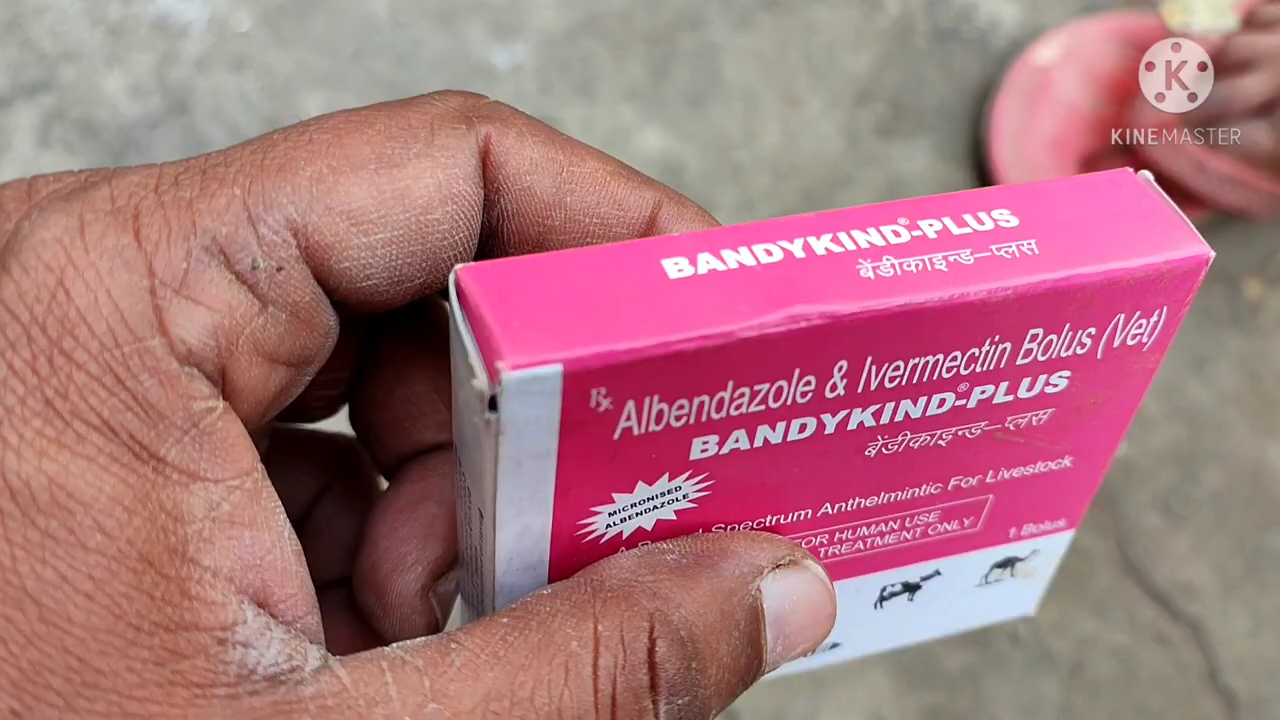 KINEMASTER
BANDYKIND®-PLUS
बेंडीकाइन्ड–प्लस
Rx Albendazole & Ivermectin Bolus (Vet)
BANDYKIND®-PLUS
बेंडीकाइन्ड–प्लस
MICRONISED
ALBENDAZOLE
Spectrum Anthelmintic For Livestock
FOR HUMAN USE
TREATMENT ONLY
1 Bolus